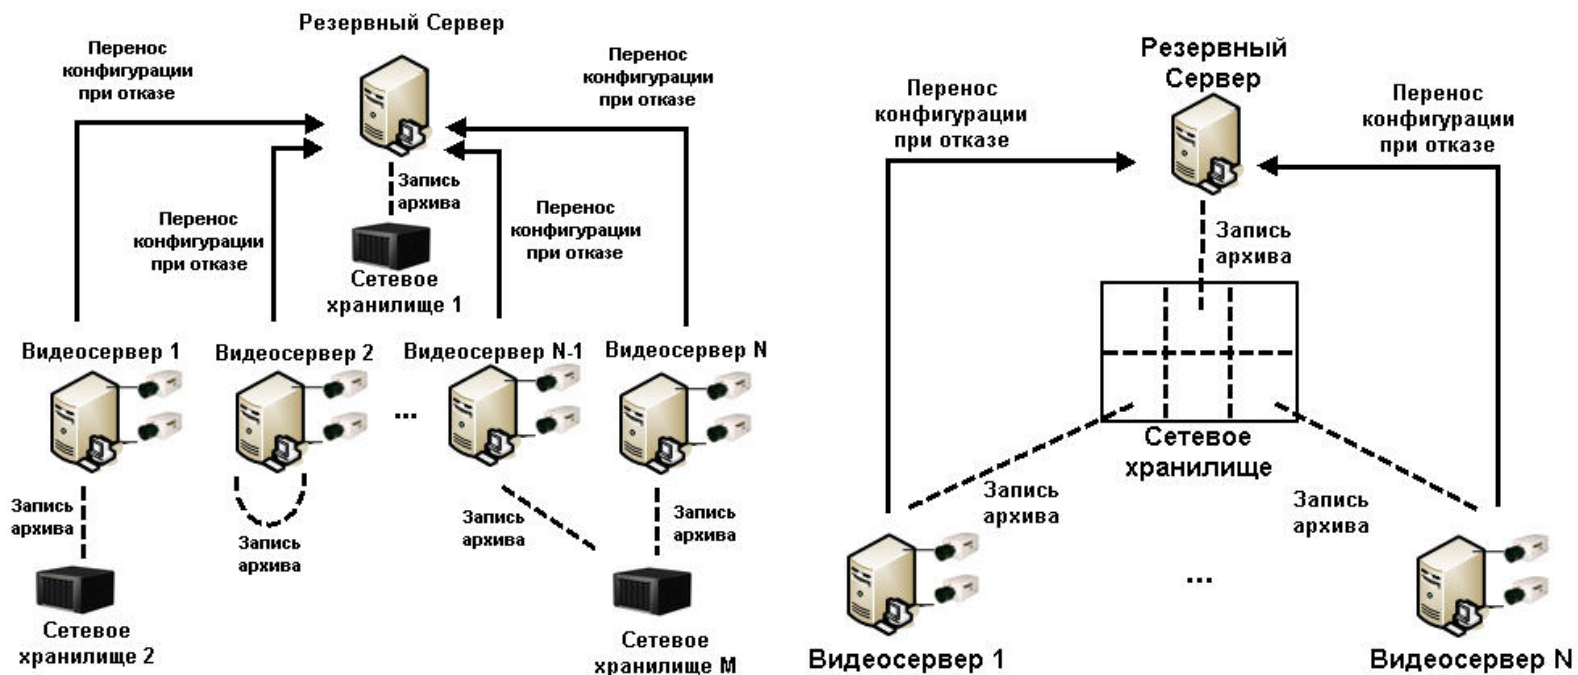 Резервный Сервер
Перенос
конфигурации
при отказе
Перенос
конфигурации
при отказе
Запись
архива
Перенос
конфигурации
при отказе
Перенос
конфигурации
при отказе
Сетевое
хранилище 1
Видеосервер 1
Видеосервер 2
Видеосервер N-1
Видеосервер N
...
Запись
архива
Запись
архива
Запись
архива
Запись
архива
Сетевое
хранилище 2
Сетевое
хранилище M
Резервный
Сервер
Перенос
конфигурации
при отказе
Перенос
конфигурации
при отказе
Запись
архива
Сетевое
хранилище
Запись
архива
Запись
архива
...
Видеосервер 1
Видеосервер N